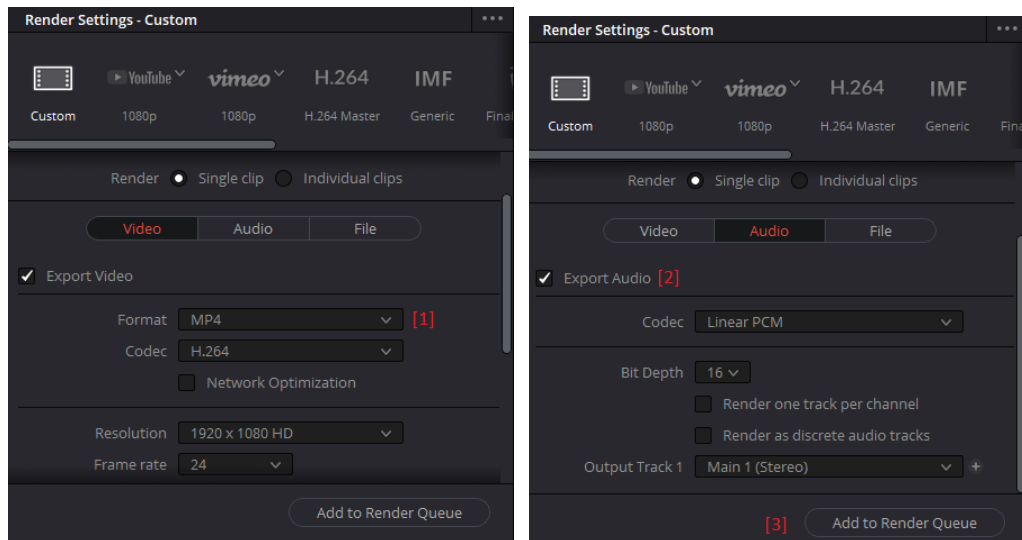 Render Settings - Custom
YouTube vimeo H.264 IMF
Custom 1080p 1080p H.264 Master Generic Fina
Render Single clip Individual clips
Video Audio File
Export Video
Format MP4 [1]
Codec H.264
Network Optimization
Resolution 1920 x 1080 HD
Frame rate 24
Add to Render Queue
Render Settings - Custom
YouTube vimeo H.264 IMF
Custom 1080p 1080p H.264 Master Generic Fina
Render Single clip Individual clips
Video Audio File
Export Audio [2]
Codec Linear PCM
Bit Depth 16
Render one track per channel
Render as discrete audio tracks
Output Track 1 Main 1 (Stereo) +
[3] Add to Render Queue